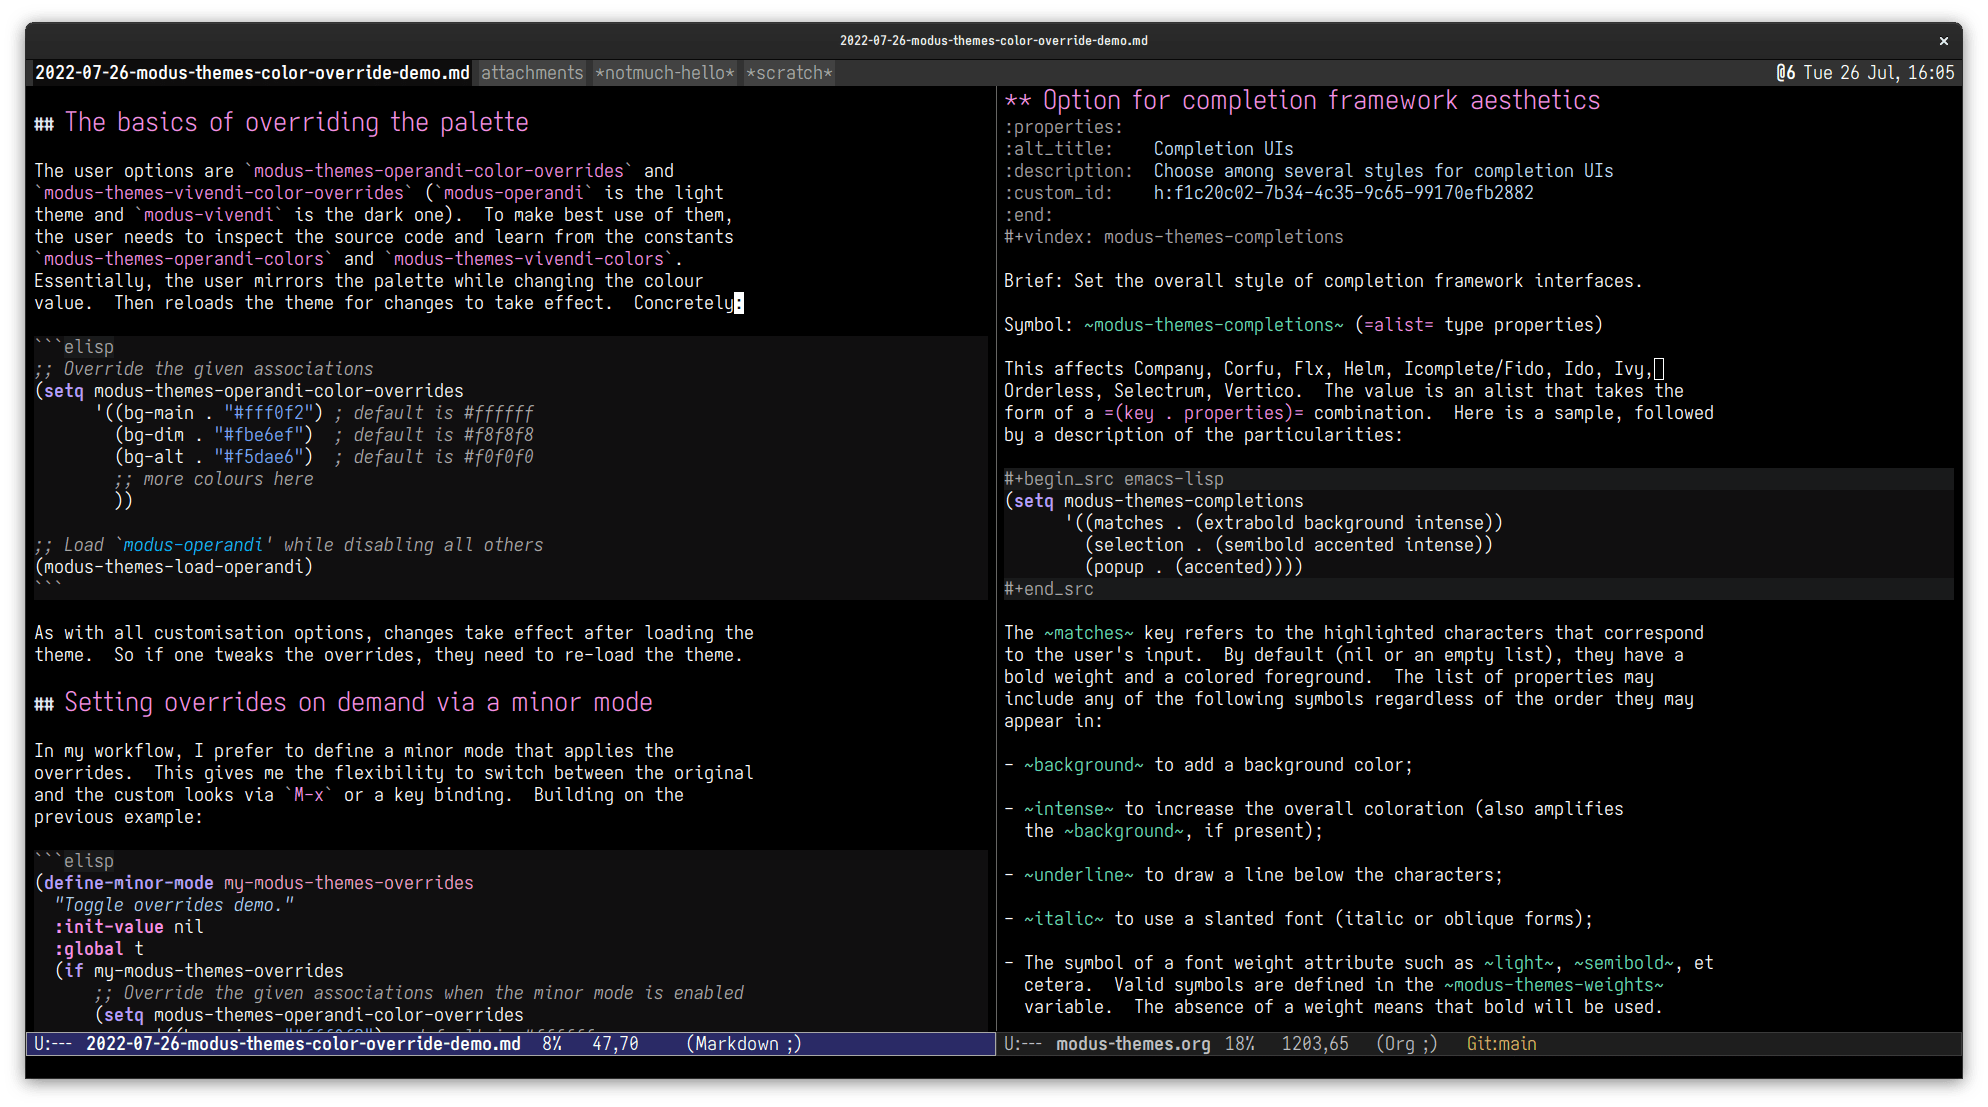 2022-07-26-modus-themes-color-override-demo.md ×
2022-07-26-modus-themes-color-override-demo.md attachments *notmuch-hello* *scratch* @6 Tue 26 Jul, 16:05
## The basics of overriding the palette
The user options are `modus-themes-operandi-color-overrides` and
`modus-themes-vivendi-color-overrides` (`modus-operandi` is the light
theme and `modus-vivendi` is the dark one).  To make best use of them,
the user needs to inspect the source code and learn from the constants
`modus-themes-operandi-colors` and `modus-themes-vivendi-colors`.
Essentially, the user mirrors the palette while changing the colour
value.  Then reloads the theme for changes to take effect.  Concretely:
```elisp
;; Override the given associations
(setq modus-themes-operandi-color-overrides
      '((bg-main . "#fff0f2") ; default is #ffffff
        (bg-dim . "#fbe6ef")  ; default is #f8f8f8
        (bg-alt . "#f5dae6")  ; default is #f0f0f0
        ;; more colours here
        ))
;; Load `modus-operandi' while disabling all others
(modus-themes-load-operandi)
```
As with all customisation options, changes take effect after loading the
theme.  So if one tweaks the overrides, they need to re-load the theme.
## Setting overrides on demand via a minor mode
In my workflow, I prefer to define a minor mode that applies the
overrides.  This gives me the flexibility to switch between the original
and the custom looks via `M-x` or a key binding.  Building on the
previous example:
```elisp
(define-minor-mode my-modus-themes-overrides
  "Toggle overrides demo."
  :init-value nil
  :global t
  (if my-modus-themes-overrides
      ;; Override the given associations when the minor mode is enabled
      (setq modus-themes-operandi-color-overrides
U:--- 2022-07-26-modus-themes-color-override-demo.md 8% 47,70 (Markdown ;)
** Option for completion framework aesthetics
:properties:
:alt_title:    Completion UIs
:description:  Choose among several styles for completion UIs
:custom_id:    h:f1c20c02-7b34-4c35-9c65-99170efb2882
:end:
#+vindex: modus-themes-completions
Brief: Set the overall style of completion framework interfaces.
Symbol: ~modus-themes-completions~ (=alist= type properties)
This affects Company, Corfu, Flx, Helm, Icomplete/Fido, Ido, Ivy,
Orderless, Selectrum, Vertico.  The value is an alist that takes the
form of a =(key . properties)= combination.  Here is a sample, followed
by a description of the particularities:
#+begin_src emacs-lisp
(setq modus-themes-completions
      '((matches . (extrabold background intense))
        (selection . (semibold accented intense))
        (popup . (accented))))
#+end_src
The ~matches~ key refers to the highlighted characters that correspond
to the user's input.  By default (nil or an empty list), they have a
bold weight and a colored foreground.  The list of properties may
include any of the following symbols regardless of the order they may
appear in:
- ~background~ to add a background color;
- ~intense~ to increase the overall coloration (also amplifies
  the ~background~, if present);
- ~underline~ to draw a line below the characters;
- ~italic~ to use a slanted font (italic or oblique forms);
- The symbol of a font weight attribute such as ~light~, ~semibold~, et
  cetera.  Valid symbols are defined in the ~modus-themes-weights~
  variable.  The absence of a weight means that bold will be used.
U:--- modus-themes.org 18% 1203,65 (Org ;) Git:main